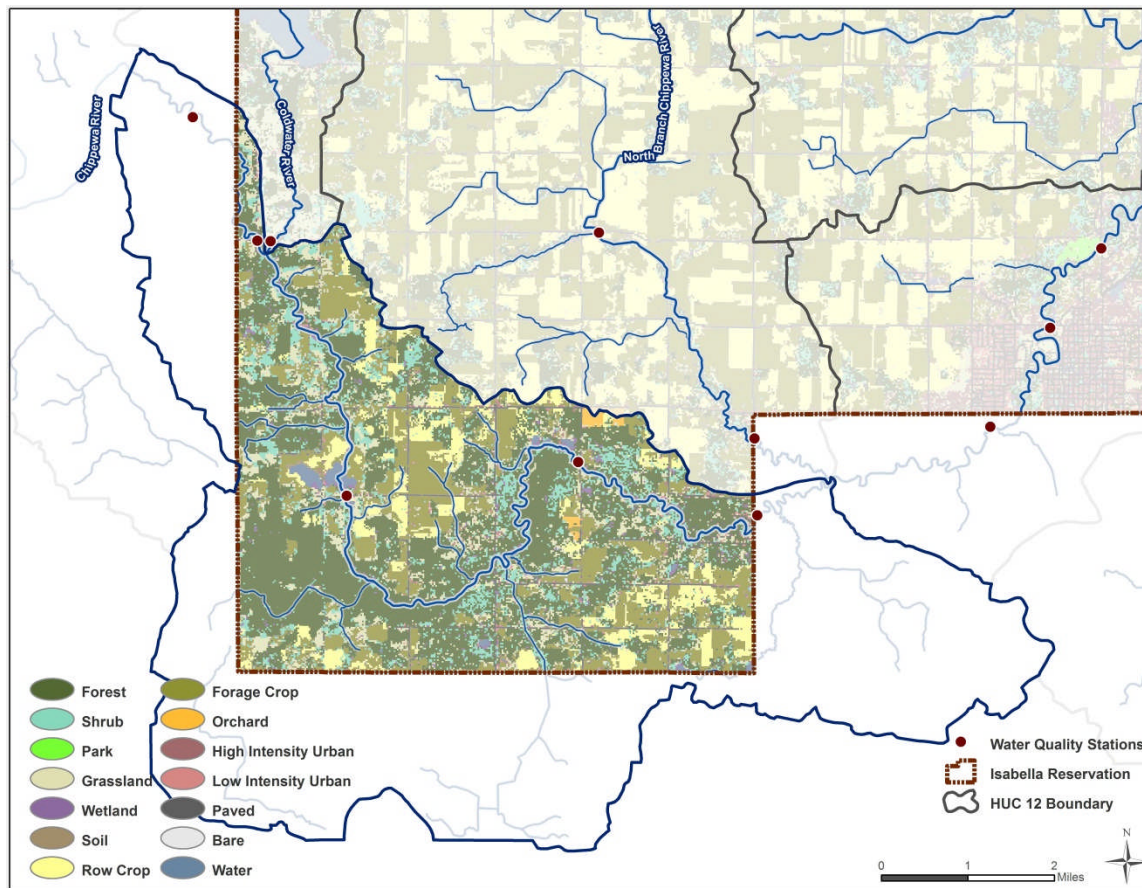 Chippewa River
Coldwater River
North Branch Chippewa River
Forest
Shrub
Park
Grassland
Wetland
Soil
Row Crop
Forage Crop
Orchard
High Intensity Urban
Low Intensity Urban
Paved
Bare
Water
Water Quality Stations
Isabella Reservation
HUC 12 Boundary
N
0 1 2
Miles